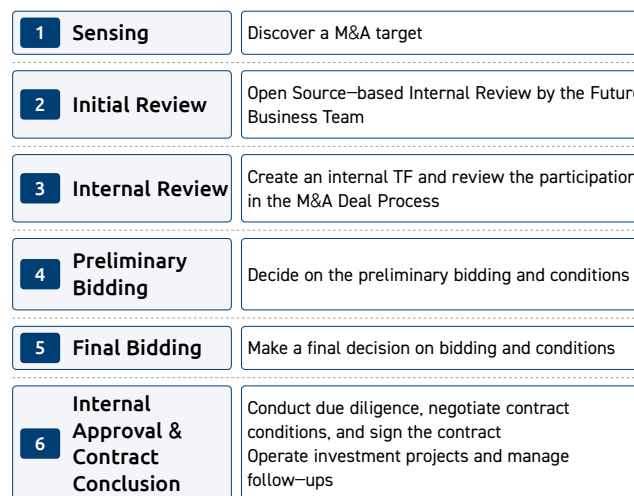 1 Sensing
Discover a M&A target
2 Initial Review
Open Source–based Internal Review by the Future
Business Team
3 Internal Review
Create an internal TF and review the participation
in the M&A Deal Process
4 Preliminary
Bidding
Decide on the preliminary bidding and conditions
5 Final Bidding
Make a final decision on bidding and conditions
6 Internal
Approval &
Contract
Conclusion
Conduct due diligence, negotiate contract
conditions, and sign the contract
Operate investment projects and manage
follow–ups